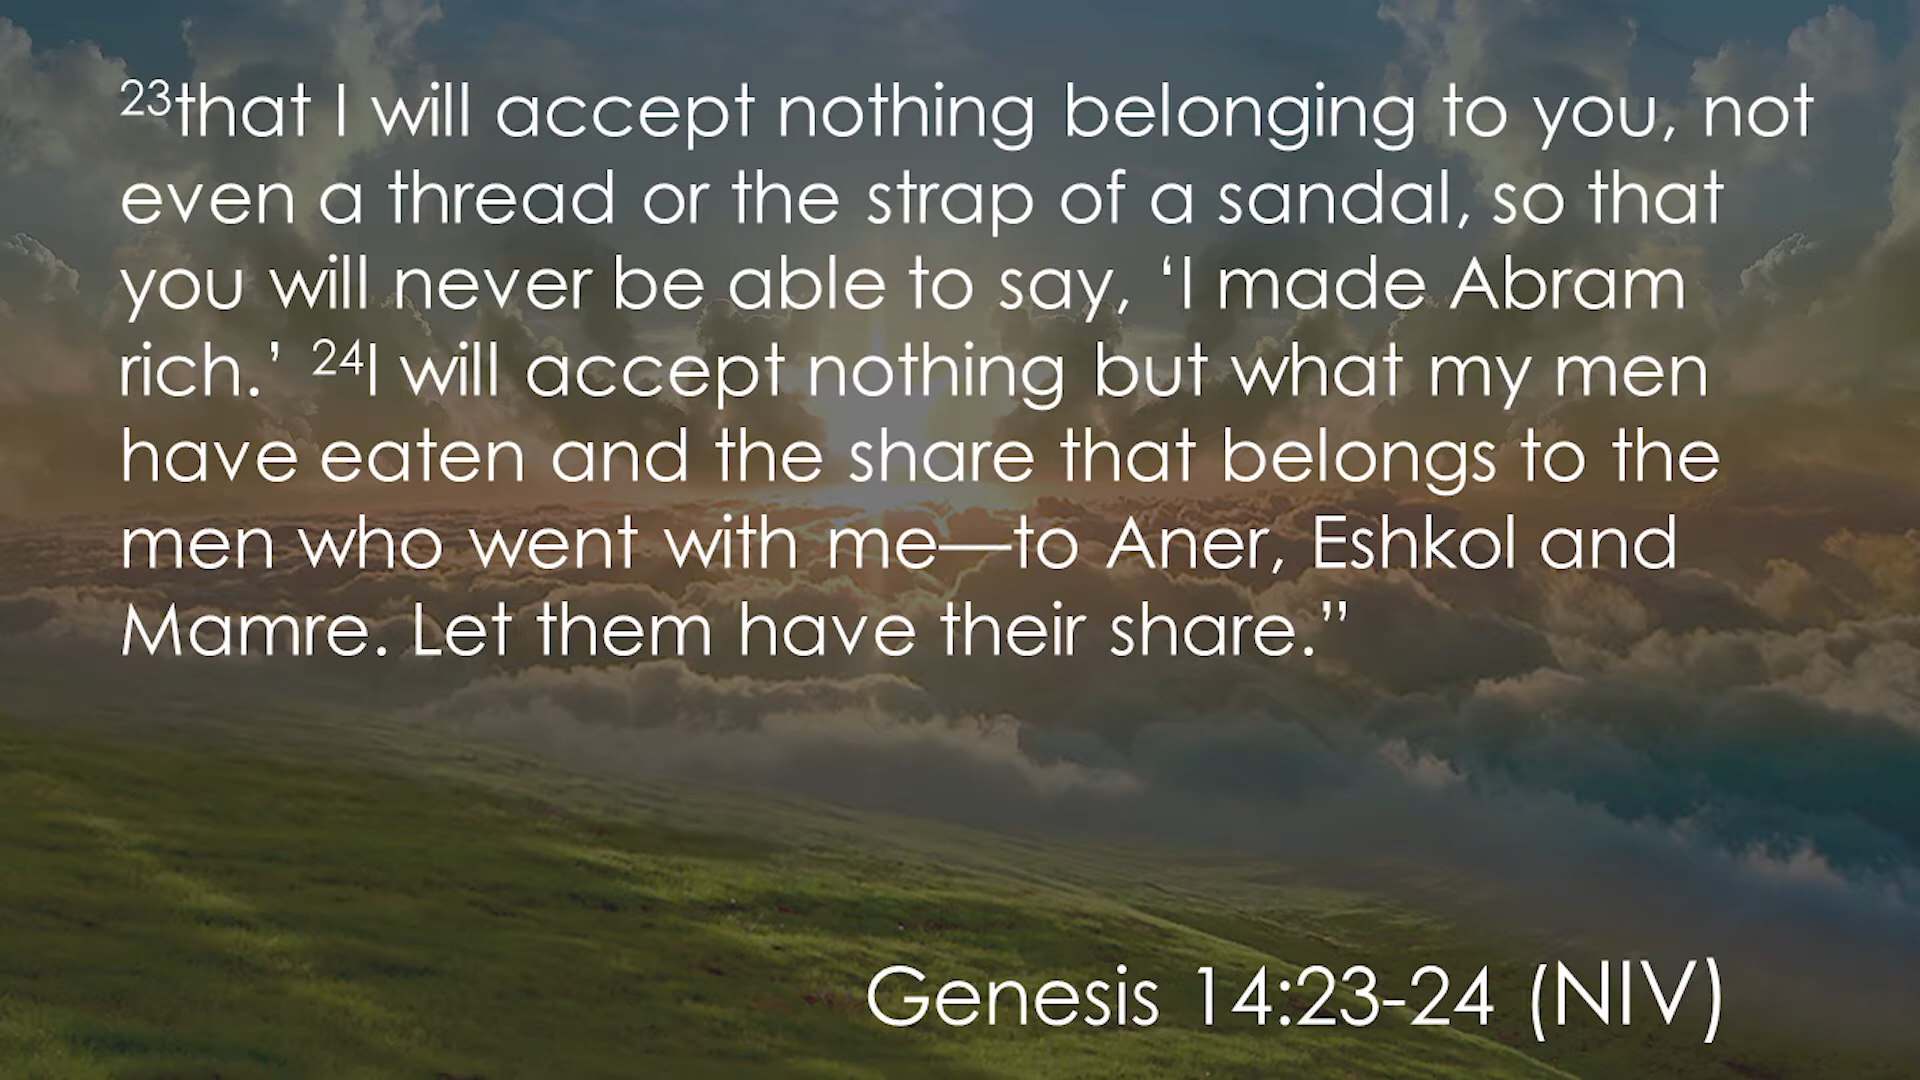 23that I will accept nothing belonging to you, not
even a thread or the strap of a sandal, so that
you will never be able to say, ‘I made Abram
rich.’ 24I will accept nothing but what my men
have eaten and the share that belongs to the
men who went with me—to Aner, Eshkol and
Mamre. Let them have their share.”
Genesis 14:23-24 (NIV)